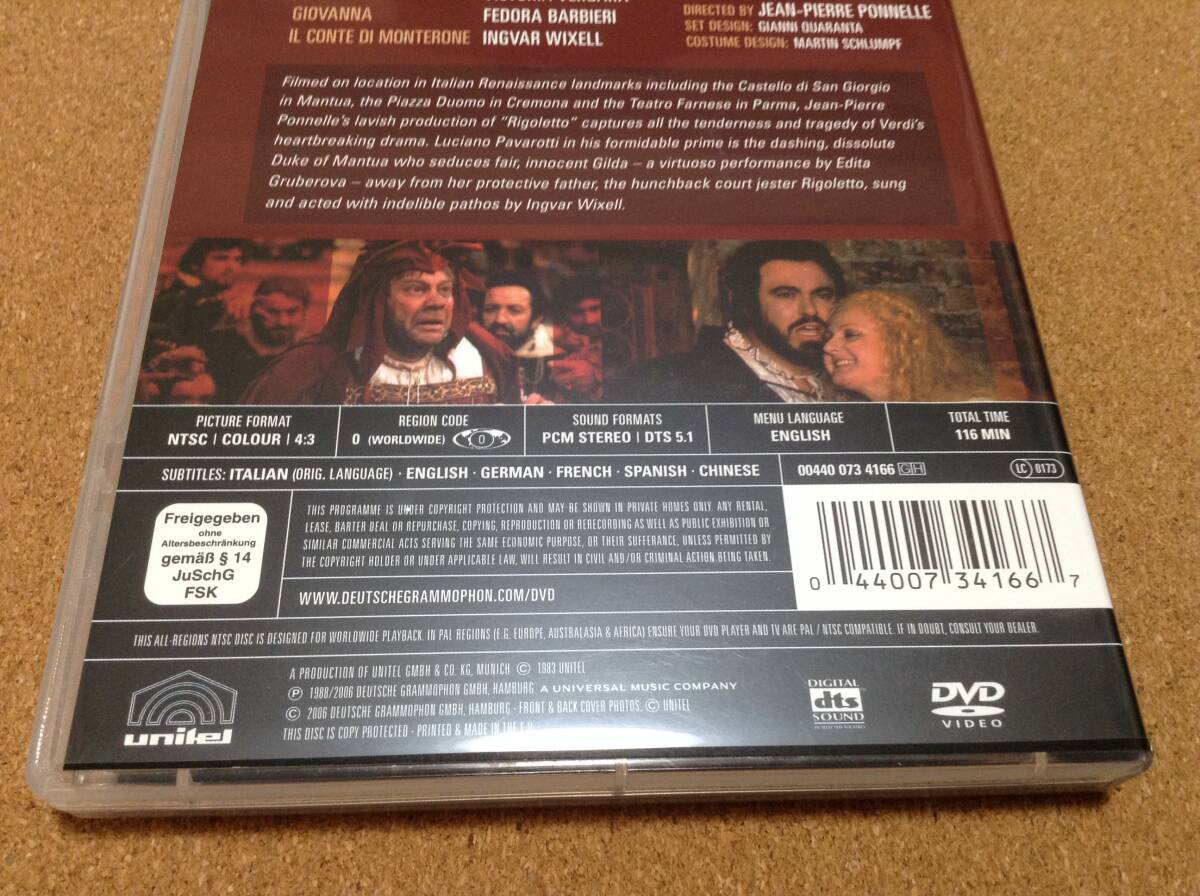 GIOVANNA FEDORA BARBIERI
IL CONTE DI MONTERONE INGVAR WIXELL
DIRECTED BY JEAN-PIERRE PONNELLE
SET DESIGN: GIANNI QUARANTA
COSTUME DESIGN: MARTIN SCHLUMPF
Filmed on location in Italian Renaissance landmarks including the Castello di San Giorgio
in Mantua, the Piazza Duomo in Cremona and the Teatro Farnese in Parma, Jean-Pierre
Ponnelle's lavish production of "Rigoletto" captures all the tenderness and tragedy of Verdi's
heartbreaking drama. Luciano Pavarotti in his formidable prime is the dashing, dissolute
Duke of Mantua who seduces fair, innocent Gilda – a virtuoso performance by Edita
Gruberova – away from her protective father, the hunchback court jester Rigoletto, sung
and acted with indelible pathos by Ingvar Wixell.
PICTURE FORMAT
NTSC | COLOUR | 4:3
REGION CODE
0 (WORLDWIDE) 0
SOUND FORMATS
PCM STEREO | DTS 5.1
MENU LANGUAGE
ENGLISH
TOTAL TIME
116 MIN
SUBTITLES: ITALIAN (ORIG. LANGUAGE) · ENGLISH · GERMAN · FRENCH · SPANISH · CHINESE
00440 073 4166 GH
LC 0173
Freigegeben
ohne
Altersbeschränkung
gemäß § 14
JuSchG
FSK
THIS PROGRAMME IS UNDER COPYRIGHT PROTECTION AND MAY BE SHOWN IN PRIVATE HOMES ONLY. ANY RENTAL,
LEASE, BARTER DEAL OR REPURCHASE, COPYING, REPRODUCTION OR RERECORDING AS WELL AS PUBLIC EXHIBITION OR
SIMILAR COMMERCIAL ACTS SERVING THE SAME ECONOMIC PURPOSE, OR THEIR SUFFERANCE, UNLESS PERMITTED BY
THE COPYRIGHT HOLDER OR UNDER APPLICABLE LAW, WILL RESULT IN CIVIL AND/OR CRIMINAL ACTION BEING TAKEN.
WWW.DEUTSCHEGRAMMOPHON.COM/DVD
0 44007 34166 7
THIS ALL-REGIONS NTSC DISC IS DESIGNED FOR WORLDWIDE PLAYBACK. IN PAL REGIONS (E.G. EUROPE, AUSTRALASIA & AFRICA) ENSURE YOUR DVD PLAYER AND TV ARE PAL / NTSC COMPATIBLE. IF IN DOUBT, CONSULT YOUR DEALER.
unitel
A PRODUCTION OF UNITEL GMBH & CO. KG, MUNICH © 1983 UNITEL
℗ 1988/2006 DEUTSCHE GRAMMOPHON GMBH, HAMBURG A UNIVERSAL MUSIC COMPANY
© 2006 DEUTSCHE GRAMMOPHON GMBH, HAMBURG · FRONT & BACK COVER PHOTOS: © UNITEL
THIS DISC IS COPY PROTECTED · PRINTED & MADE IN THE E.U.
DIGITAL
dts
SOUND
DVD
VIDEO